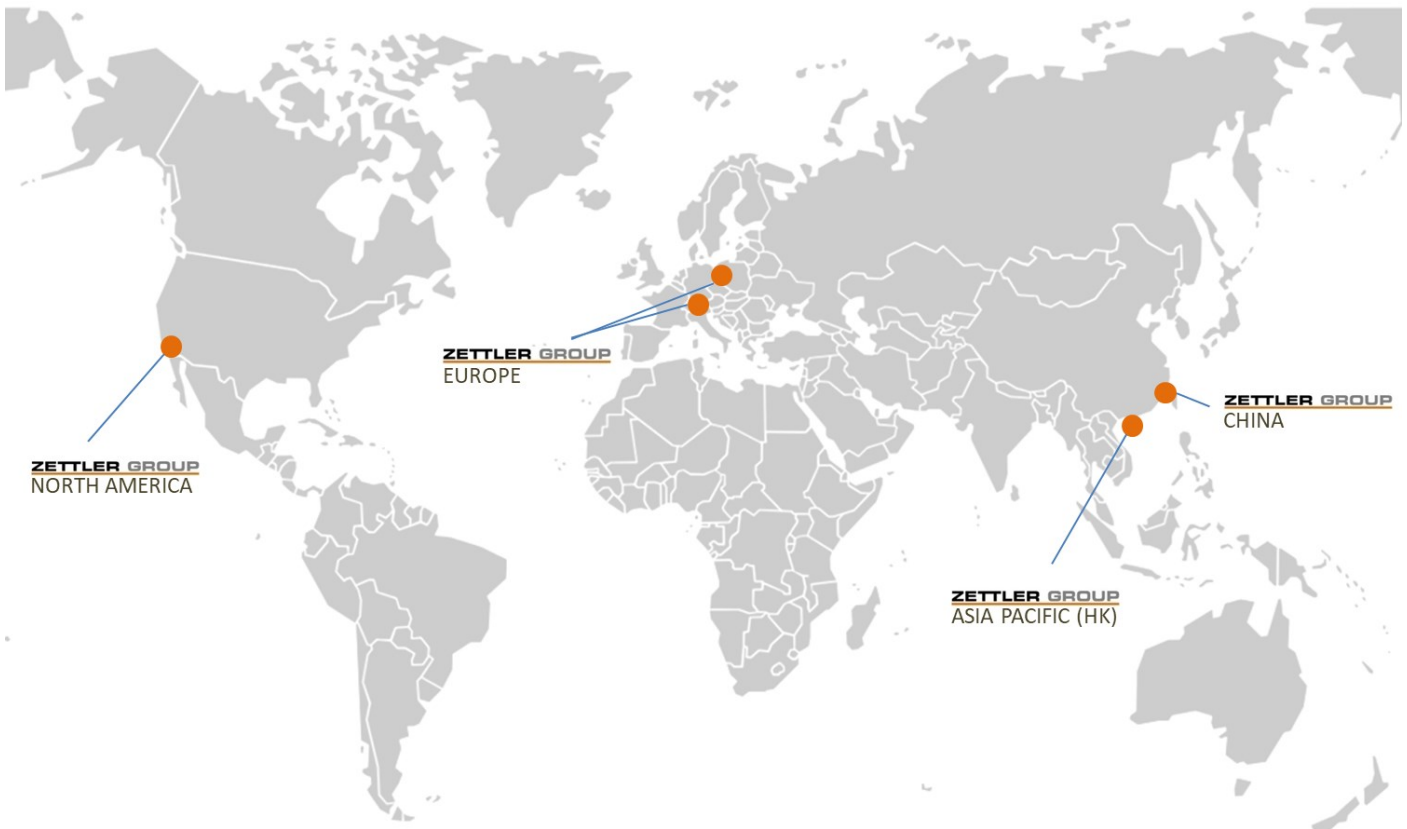 ZETTLER GROUP
EUROPE
ZETTLER GROUP
CHINA
ZETTLER GROUP
NORTH AMERICA
ZETTLER GROUP
ASIA PACIFIC (HK)